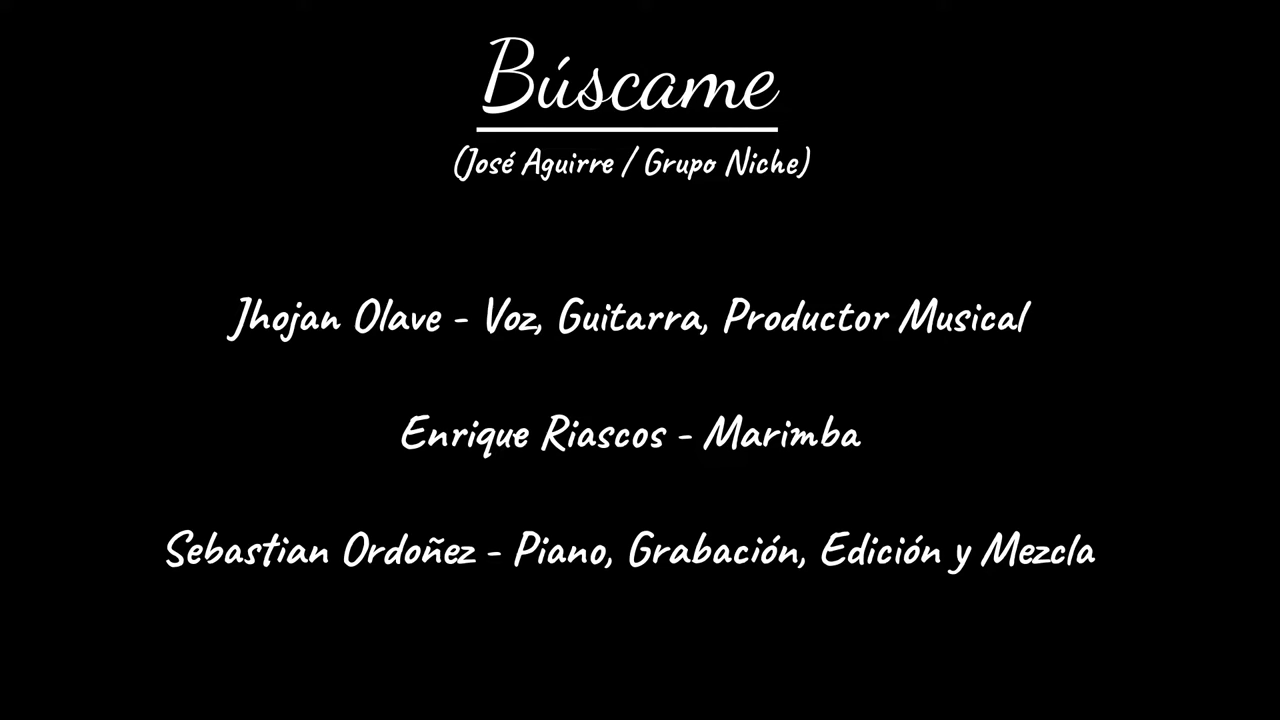 Búscame
(José Aguirre / Grupo Niche)
Jhojan Olave - Voz, Guitarra, Productor Musical
Enrique Riascos - Marimba
Sebastian Ordoñez - Piano, Grabación, Edición y Mezcla